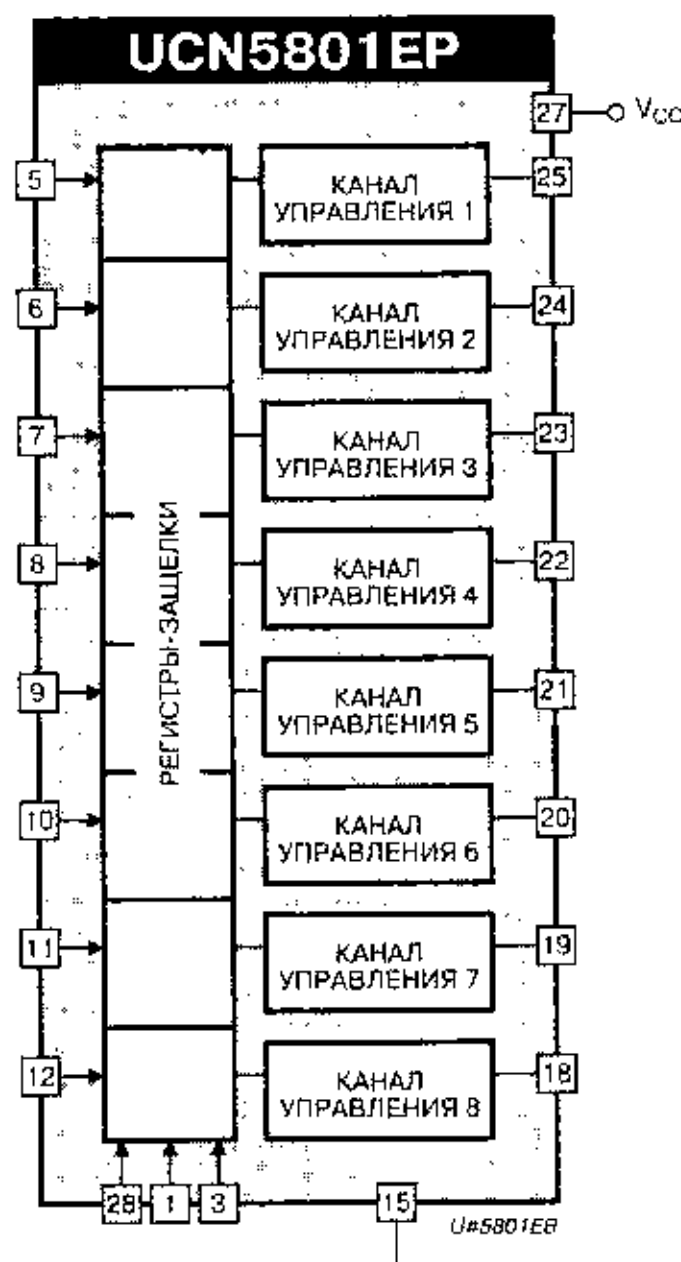 UCN5801EP
27 VCC
5 КАНАЛ УПРАВЛЕНИЯ 1 25
6 КАНАЛ УПРАВЛЕНИЯ 2 24
7 КАНАЛ УПРАВЛЕНИЯ 3 23
8 КАНАЛ УПРАВЛЕНИЯ 4 22
РЕГИСТРЫ-ЗАЩЕЛКИ
9 КАНАЛ УПРАВЛЕНИЯ 5 21
10 КАНАЛ УПРАВЛЕНИЯ 6 20
11 КАНАЛ УПРАВЛЕНИЯ 7 19
12 КАНАЛ УПРАВЛЕНИЯ 8 18
28 1 3 15
U#5801EB